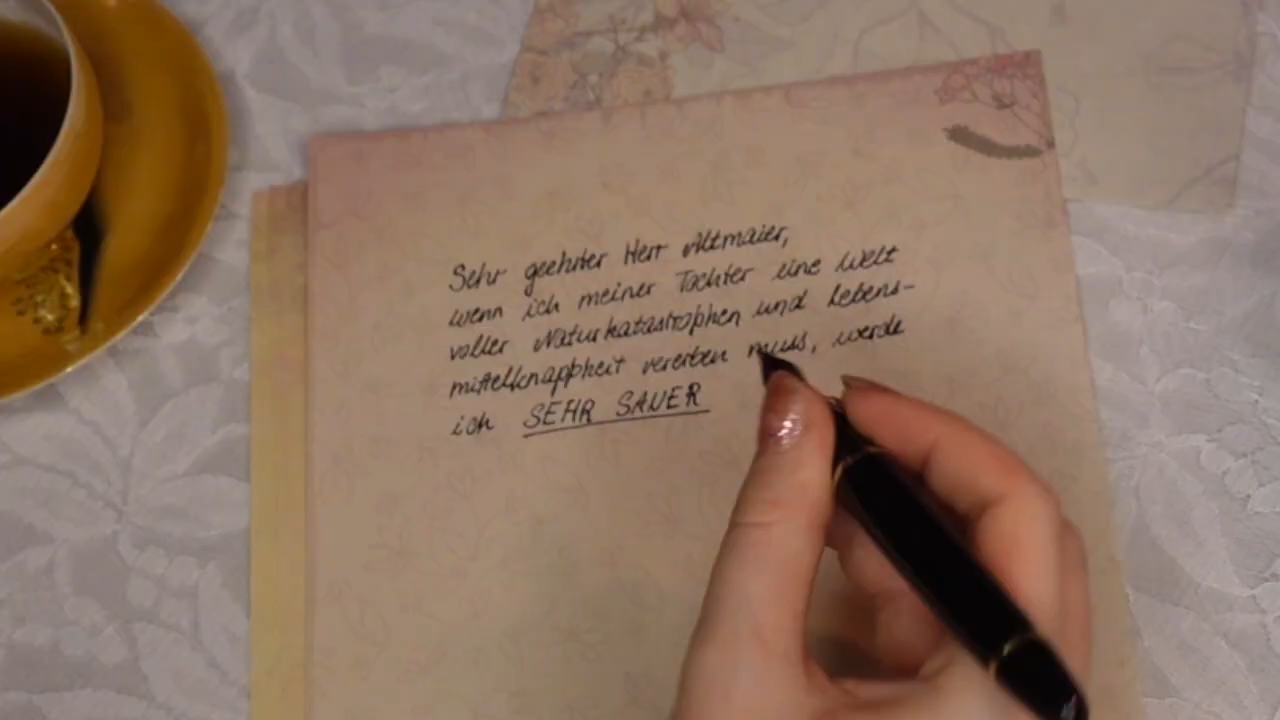 Sehr geehrter Herr Altmaier,
wenn ich meiner Tochter eine Welt
voller Naturkatastrophen und Lebens-
mittelknappheit vererben muss, werde
ich SEHR SAUER